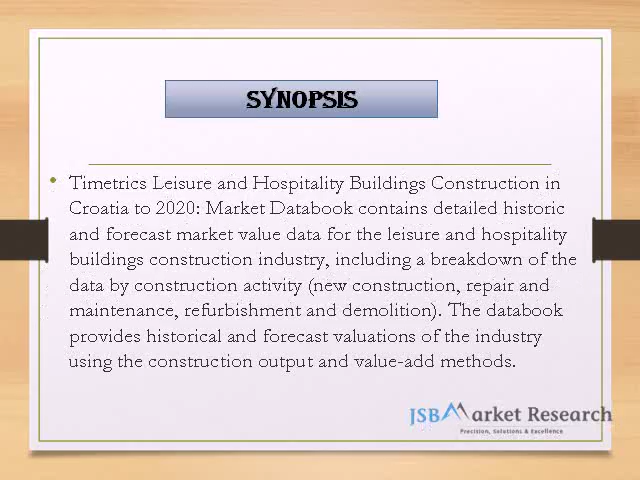 SYNOPSIS
• Timetrics Leisure and Hospitality Buildings Construction in
Croatia to 2020: Market Databook contains detailed historic
and forecast market value data for the leisure and hospitality
buildings construction industry, including a breakdown of the
data by construction activity (new construction, repair and
maintenance, refurbishment and demolition). The databook
provides historical and forecast valuations of the industry
using the construction output and value-add methods.
JSB Market Research
Precision, Solutions & Excellence